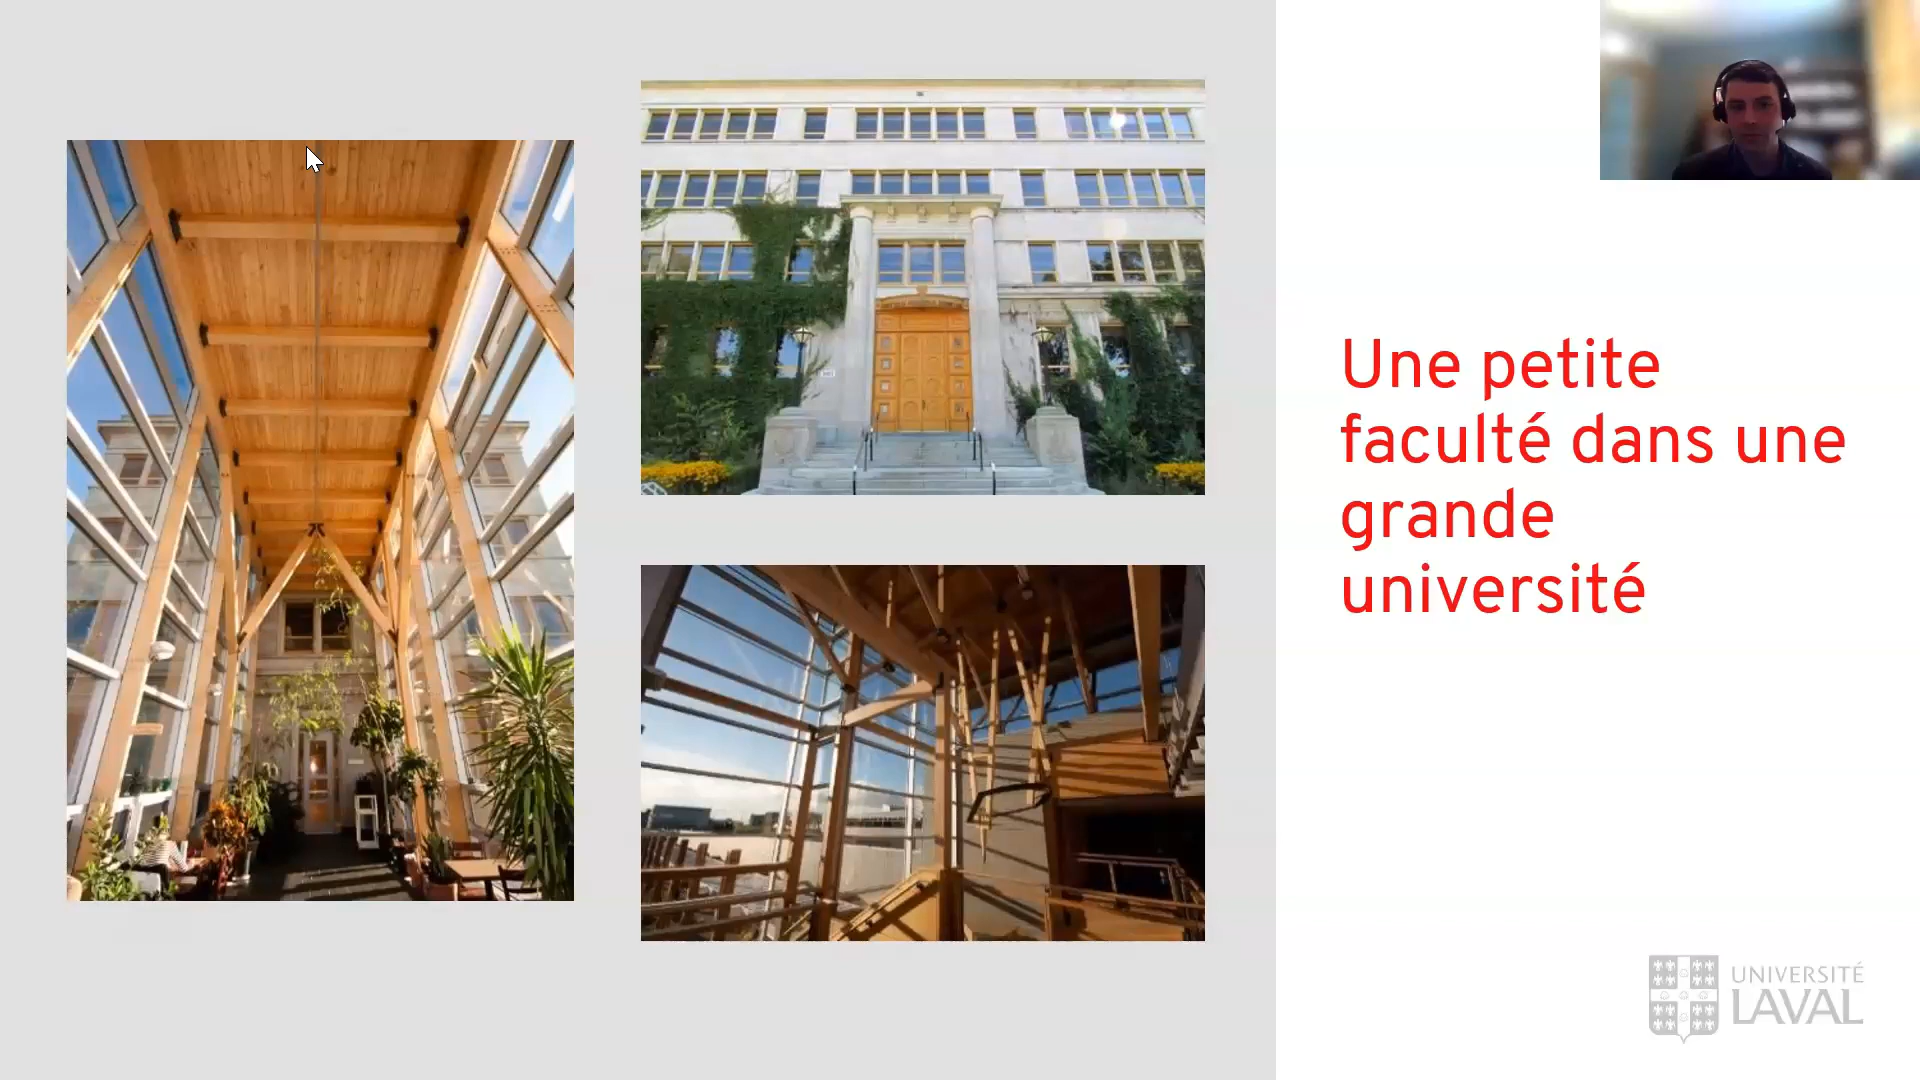 Une petite
faculté dans une
grande
université
UNIVERSITÉ
LAVAL